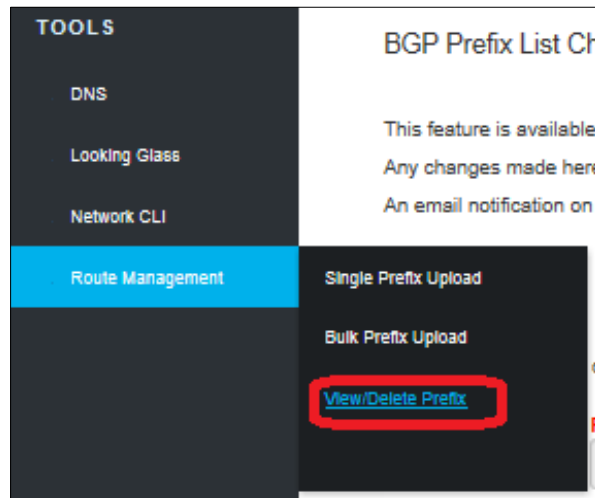 TOOLS
DNS
Looking Glass
Network CLI
Route Management
Single Prefix Upload
Bulk Prefix Upload
View/Delete Prefix
BGP Prefix List Ch
This feature is available
Any changes made here
An email notification on